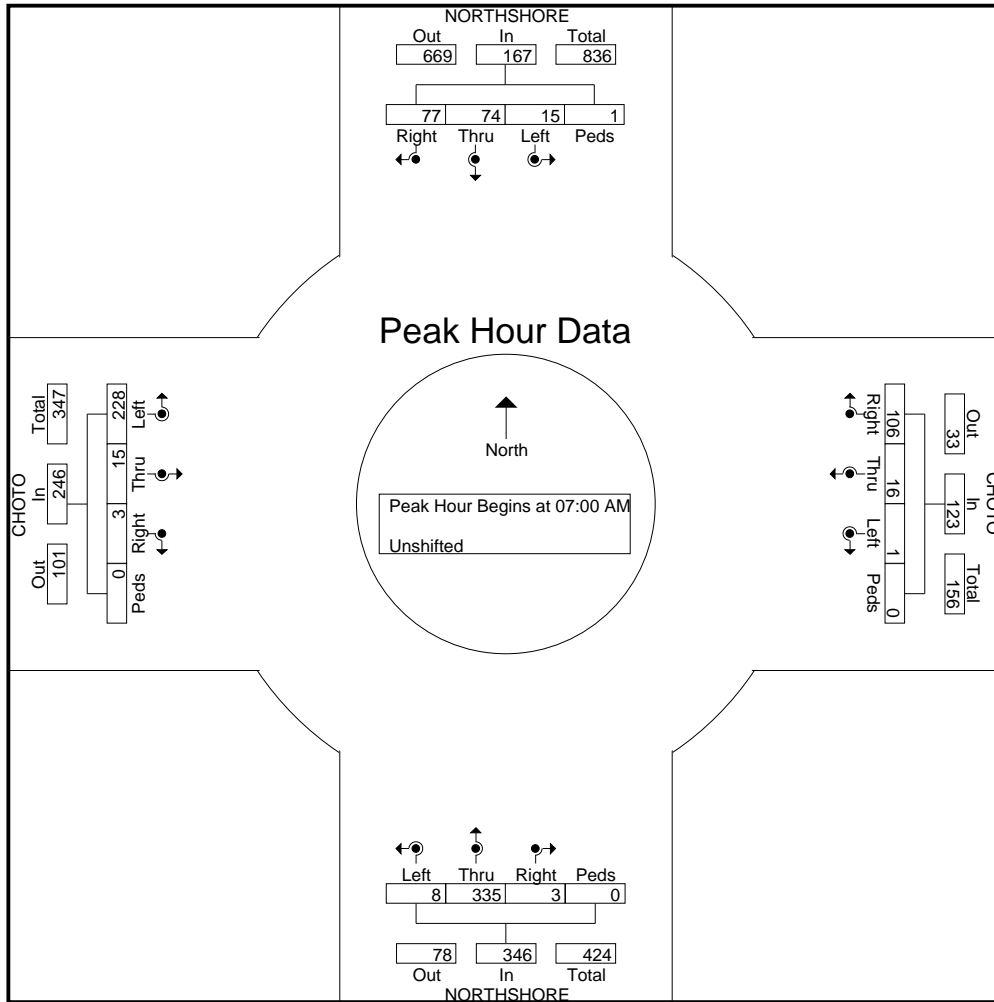 NORTHSHORE
Out In Total
669 167 836
77 74 15 1
Right Thru Left Peds
Peak Hour Data
North
Peak Hour Begins at 07:00 AM
Unshifted
CHOTO
Total In Out
347 246 101
228 15 3 0
Left Thru Right Peds
CHOTO
Out In Total
33 123 156
106 16 1 0
Right Thru Left Peds
Left Thru Right Peds
8 335 3 0
78 346 424
Out In Total
NORTHSHORE